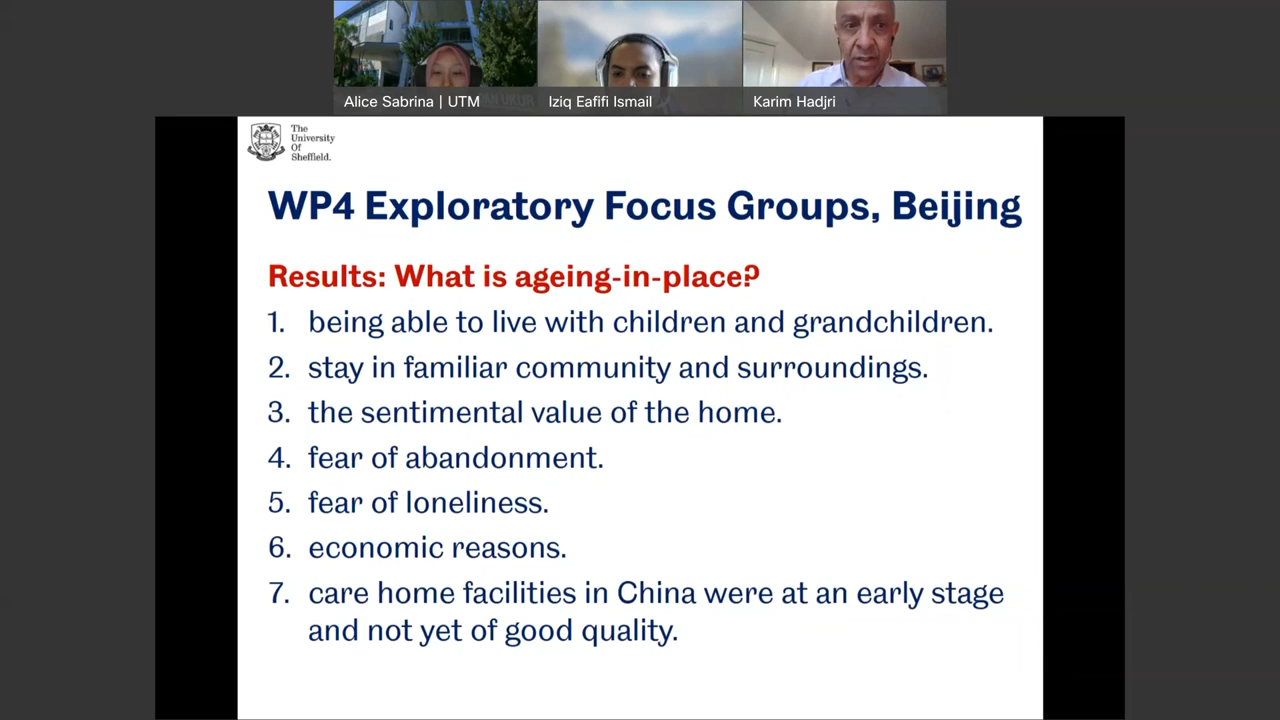 Alice Sabrina | UTM
Iziq Eafifi Ismail
Karim Hadjri
The
University
Of
Sheffield.
WP4 Exploratory Focus Groups, Beijing
Results: What is ageing-in-place?
1. being able to live with children and grandchildren.
2. stay in familiar community and surroundings.
3. the sentimental value of the home.
4. fear of abandonment.
5. fear of loneliness.
6. economic reasons.
7. care home facilities in China were at an early stage
and not yet of good quality.